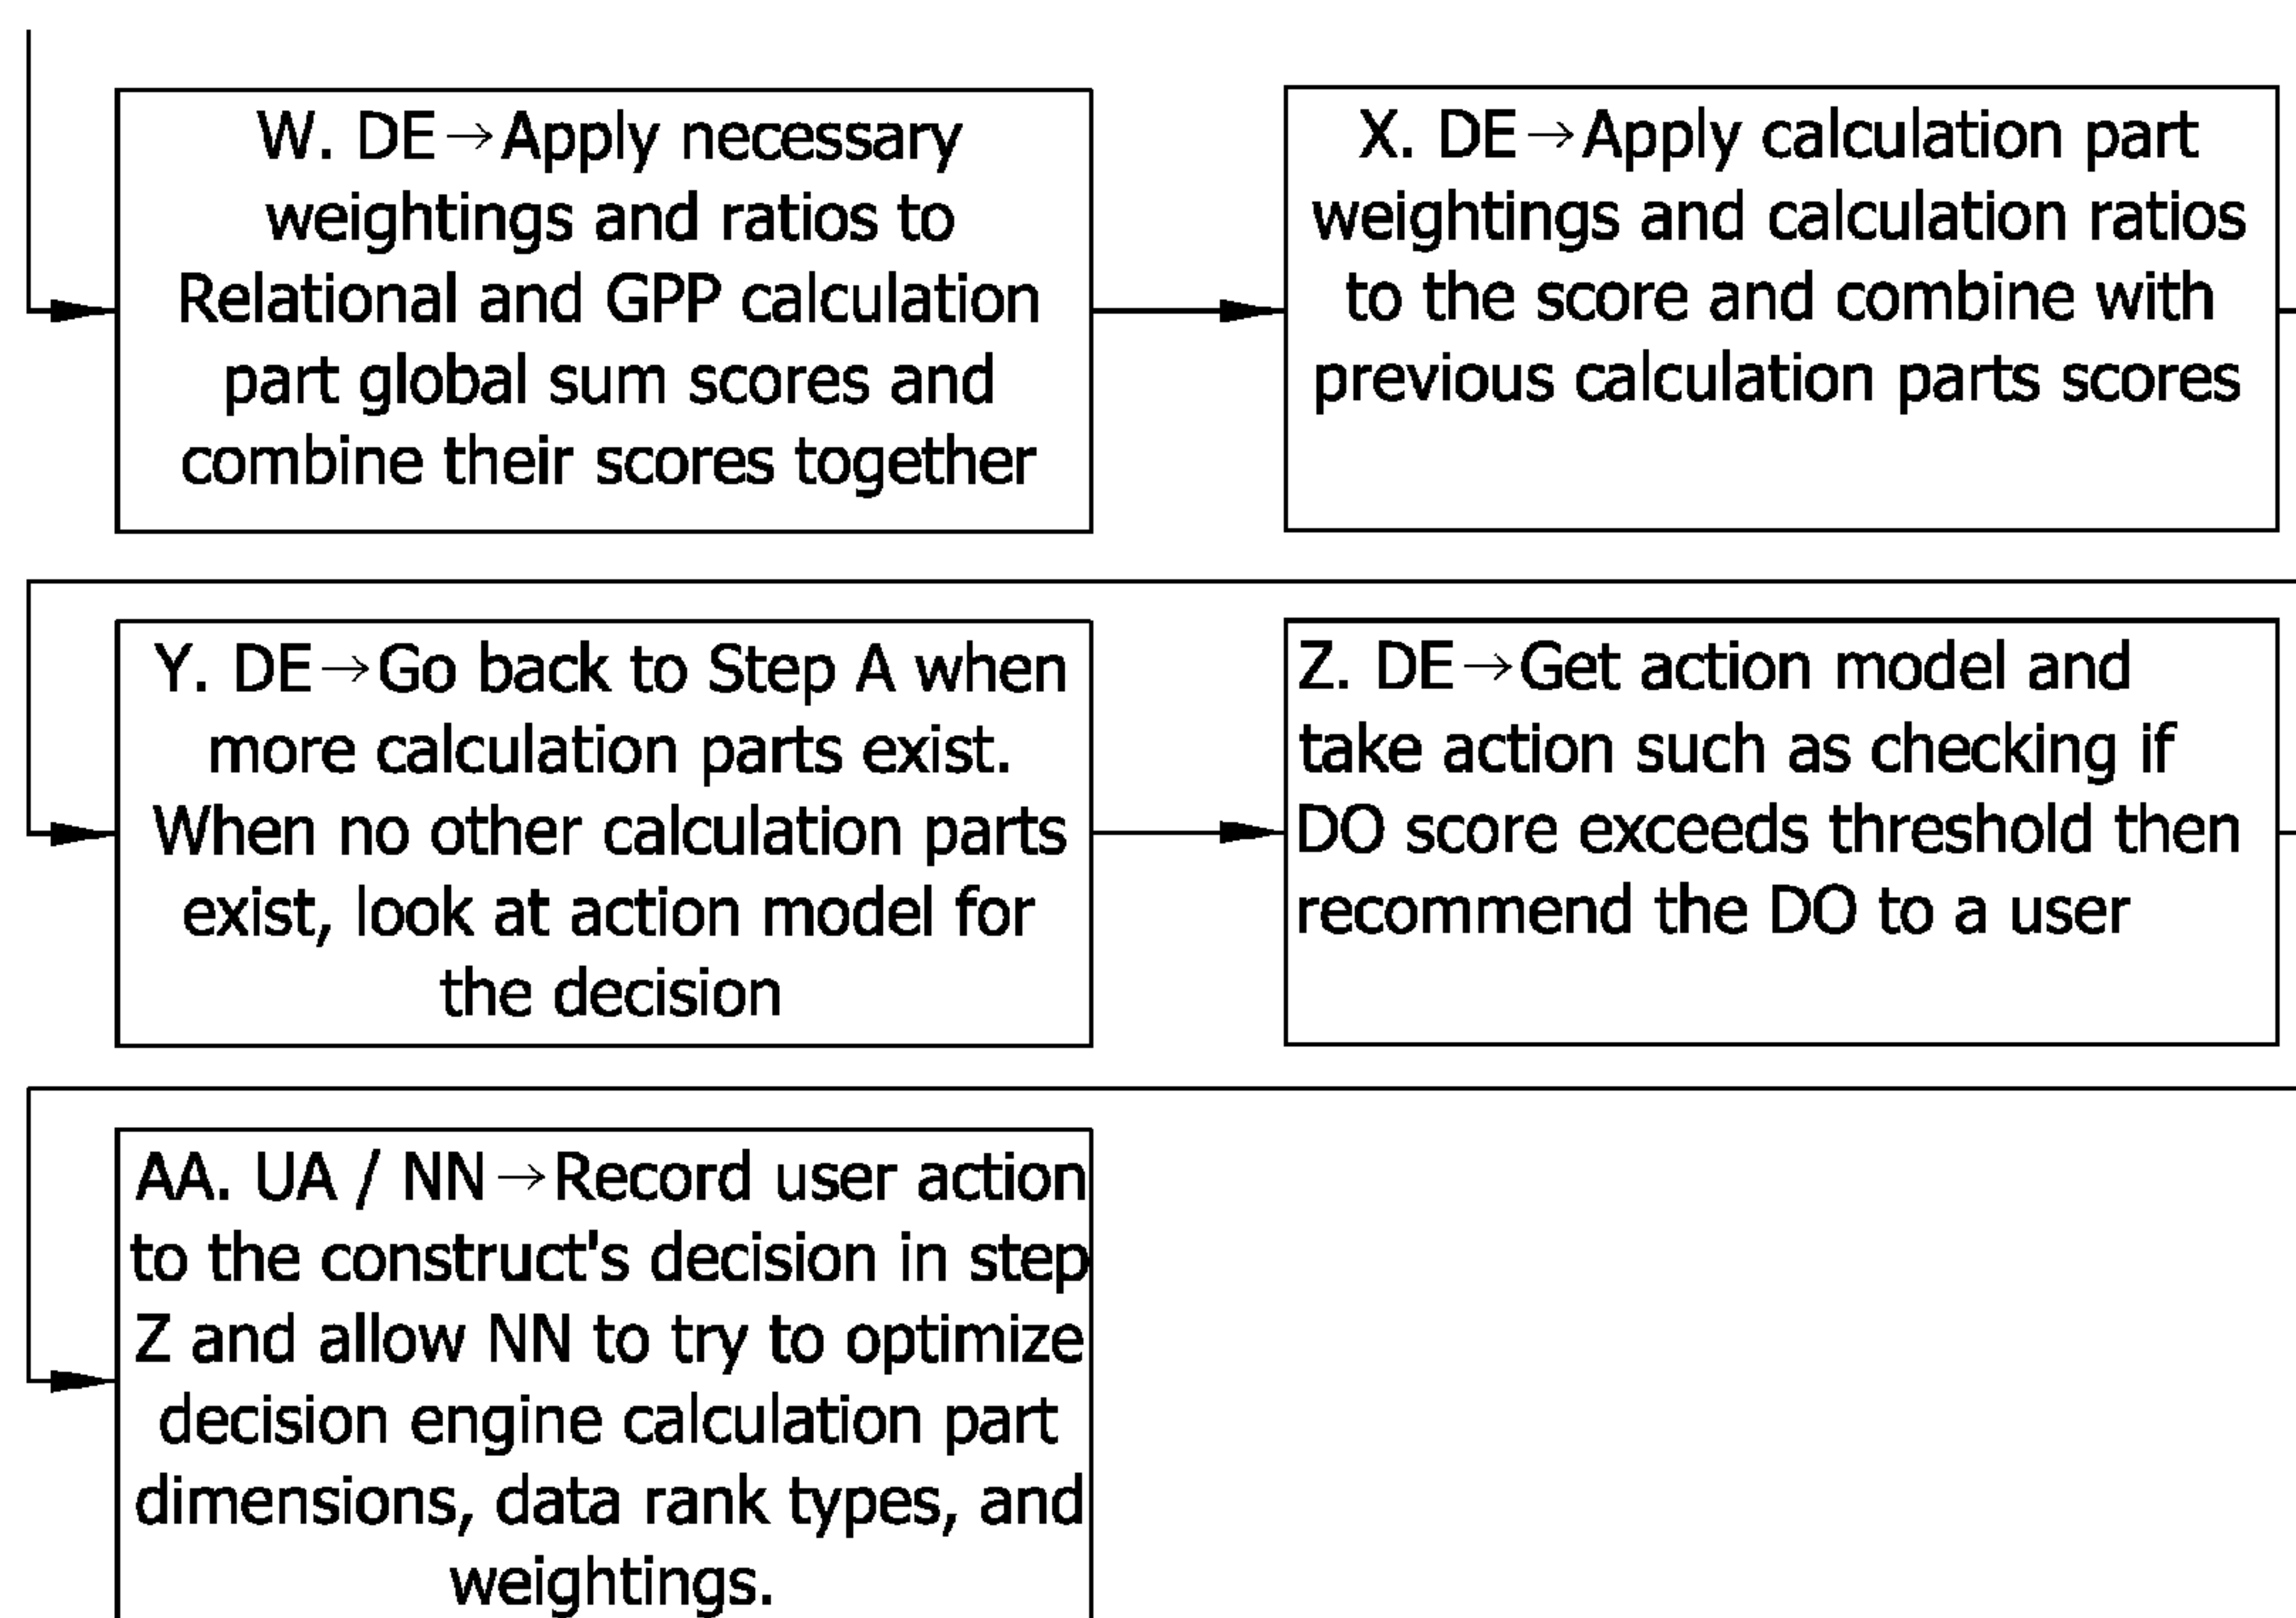 W. DE→Apply necessary
weightings and ratios to
Relational and GPP calculation
part global sum scores and
combine their scores together
X. DE→Apply calculation part
weightings and calculation ratios
to the score and combine with
previous calculation parts scores
Y. DE→Go back to Step A when
more calculation parts exist.
When no other calculation parts
exist, look at action model for
the decision
Z. DE→Get action model and
take action such as checking if
DO score exceeds threshold then
recommend the DO to a user
AA. UA / NN→Record user action
to the construct's decision in step
Z and allow NN to try to optimize
decision engine calculation part
dimensions, data rank types, and
weightings.